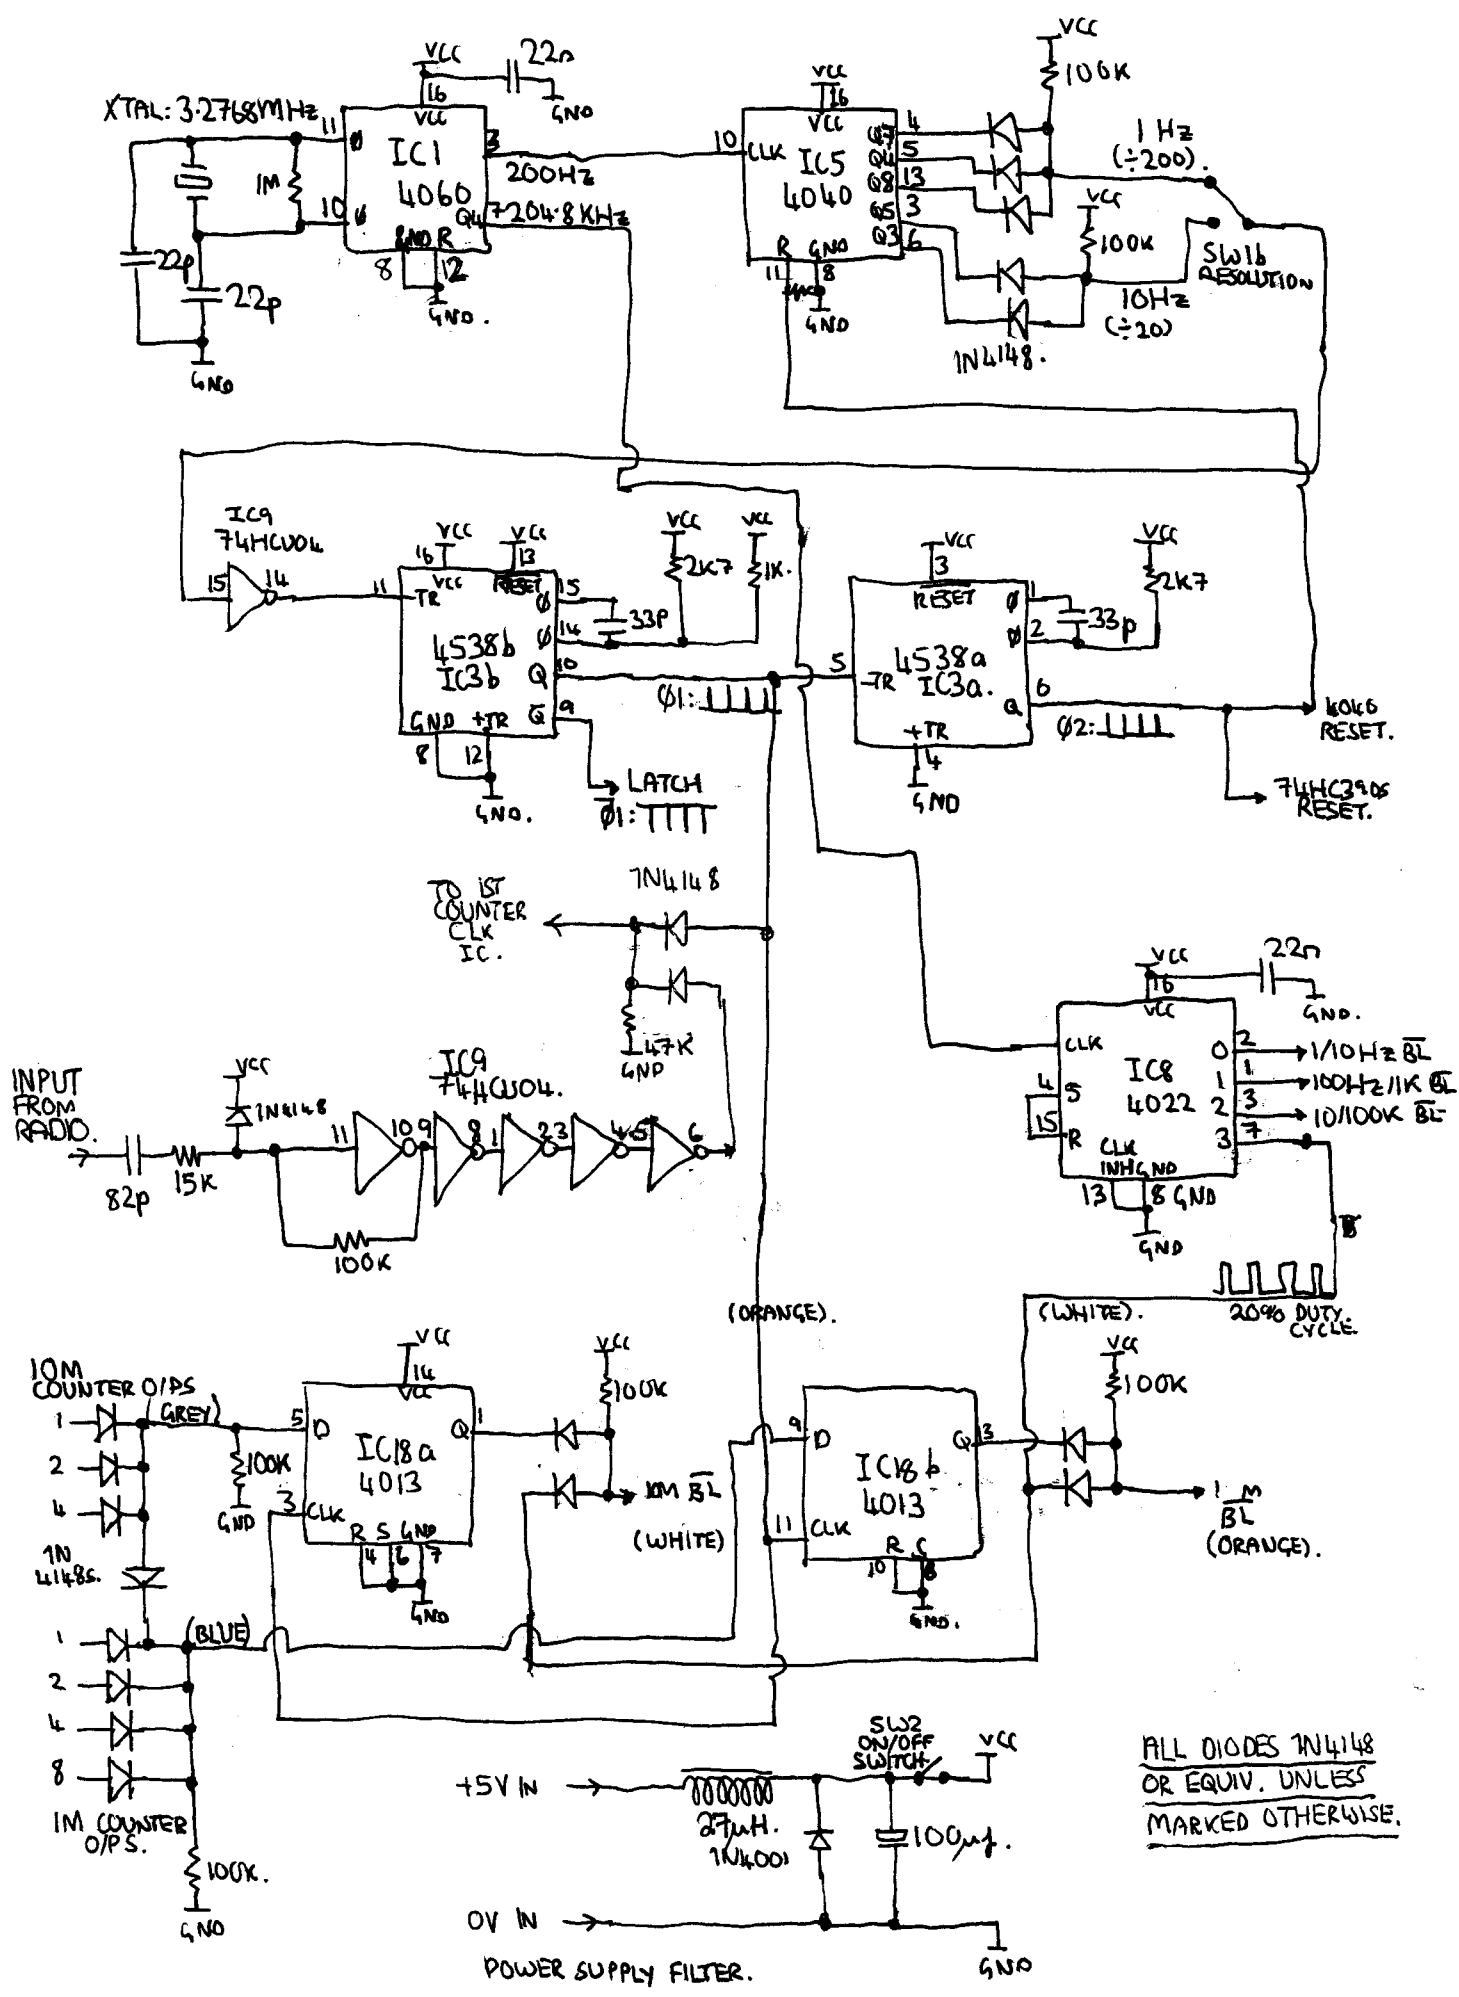 VCC
22n
GND
XTAL: 3.2768MHz
11
16
VCC
Ø
IC1
4060
3
200Hz
1M
10
Ø
Q4
7
204.8KHz
GND R
8
12
GND.
22p
22p
GND
VCC
16
VCC
10
CLK
IC5
4040
Q7
4
Q4
5
Q8
13
Q5
3
Q3
6
R
GND
11
8
GND
VCC
100K
1 Hz
(÷200).
VCC
100K
SW1b
RESOLUTION
10Hz
(÷20)
1N4148.
IC9
74HCU04
15
14
VCC
16
VCC
VCC
13
RESET
11
TR
15
Ø
14
Ø
4538b
IC3b
Q
10
Q
9
GND
+TR
8
12
GND.
VCC
2K7
VCC
1K.
33P
Ø1:
LATCH
Ø1:
VCC
3
RESET
1
Ø
2
Ø
5
-TR
4538a
IC3a.
Q
6
+TR
4
GND
VCC
2K7
33p
Ø2:
4040
RESET.
74HC390s
RESET.
TO 1ST
COUNTER
CLK
IC.
1N4148
47K
GND
INPUT
FROM
RADIO.
82p
15K
VCC
1N4148
IC9
74HCU04.
11
10
9
8
1
2
3
4
5
6
100K
VCC
16
VCC
22n
GND.
CLK
IC8
4022
4
S
15
R
0
2
1/10Hz BL
1
1
100Hz/1K BL
2
3
10/100K BL
3
7
CLK
INH
GND
13
8
GND
GND
20% DUTY
CYCLE.
(WHITE).
(ORANGE).
10M
COUNTER O/PS
(GREY)
1
2
4
1N
4148s.
100K
GND
VCC
14
VCC
5
D
Q
1
IC18a
4013
3
CLK
R S GND
4
6
7
GND
VCC
100K
10M BL
(WHITE)
9
D
Q
13
IC18b
4013
11
CLK
R
S
10
8
GND.
VCC
100K
1 M
BL
(ORANGE).
(BLUE)
1
2
4
8
1M COUNTER
O/PS.
100K.
GND
SW2
ON/OFF
SWITCH.
VCC
+5V IN
27µH.
1N4001
100µf.
0V IN
GND
POWER SUPPLY FILTER.
ALL DIODES 1N4148
OR EQUIV. UNLESS
MARKED OTHERWISE.